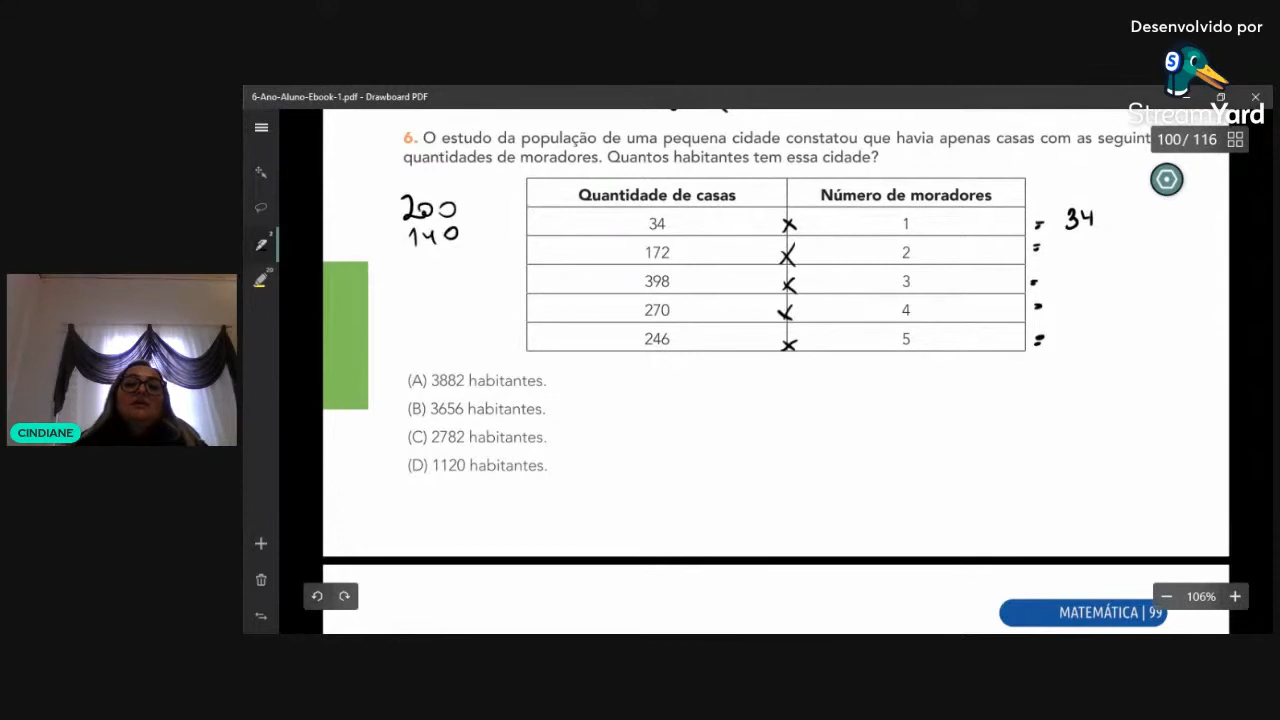 Desenvolvido por
S
StreamYard
6-Ano-Aluno-Ebook-1.pdf - Drawboard PDF
100 / 116
6. O estudo da população de uma pequena cidade constatou que havia apenas casas com as seguint
quantidades de moradores. Quantos habitantes tem essa cidade?
200
140
Quantidade de casas Número de moradores
34 x 1 = 34
172 x 2 =
398 x 3 =
270 x 4 =
246 x 5 =
(A) 3882 habitantes.
(B) 3656 habitantes.
(C) 2782 habitantes.
(D) 1120 habitantes.
CINDIANE
106%
MATEMÁTICA | 99